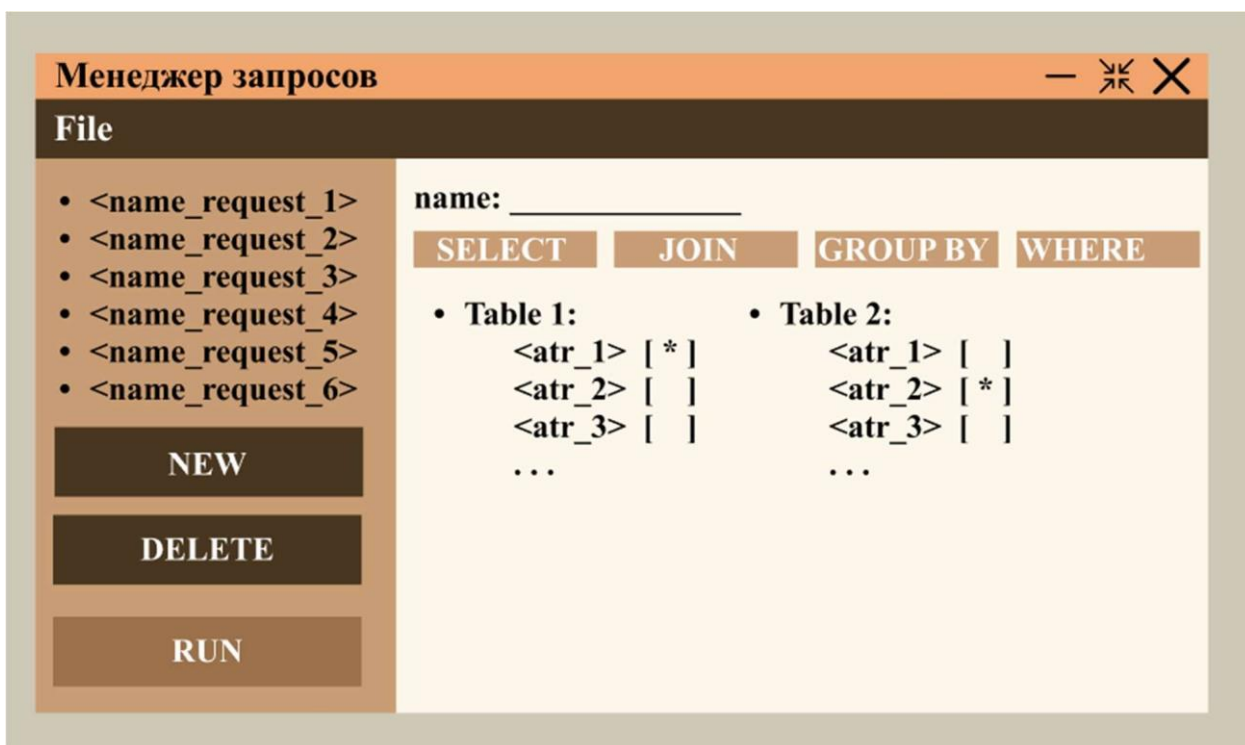 Менеджер запросов
File
• <name_request_1>
• <name_request_2>
• <name_request_3>
• <name_request_4>
• <name_request_5>
• <name_request_6>
NEW
DELETE
RUN
name: ______________
SELECT JOIN GROUP BY WHERE
• Table 1: • Table 2:
<atr_1> [ * ] <atr_1> [ ]
<atr_2> [ ] <atr_2> [ * ]
<atr_3> [ ] <atr_3> [ ]
. . . . . .